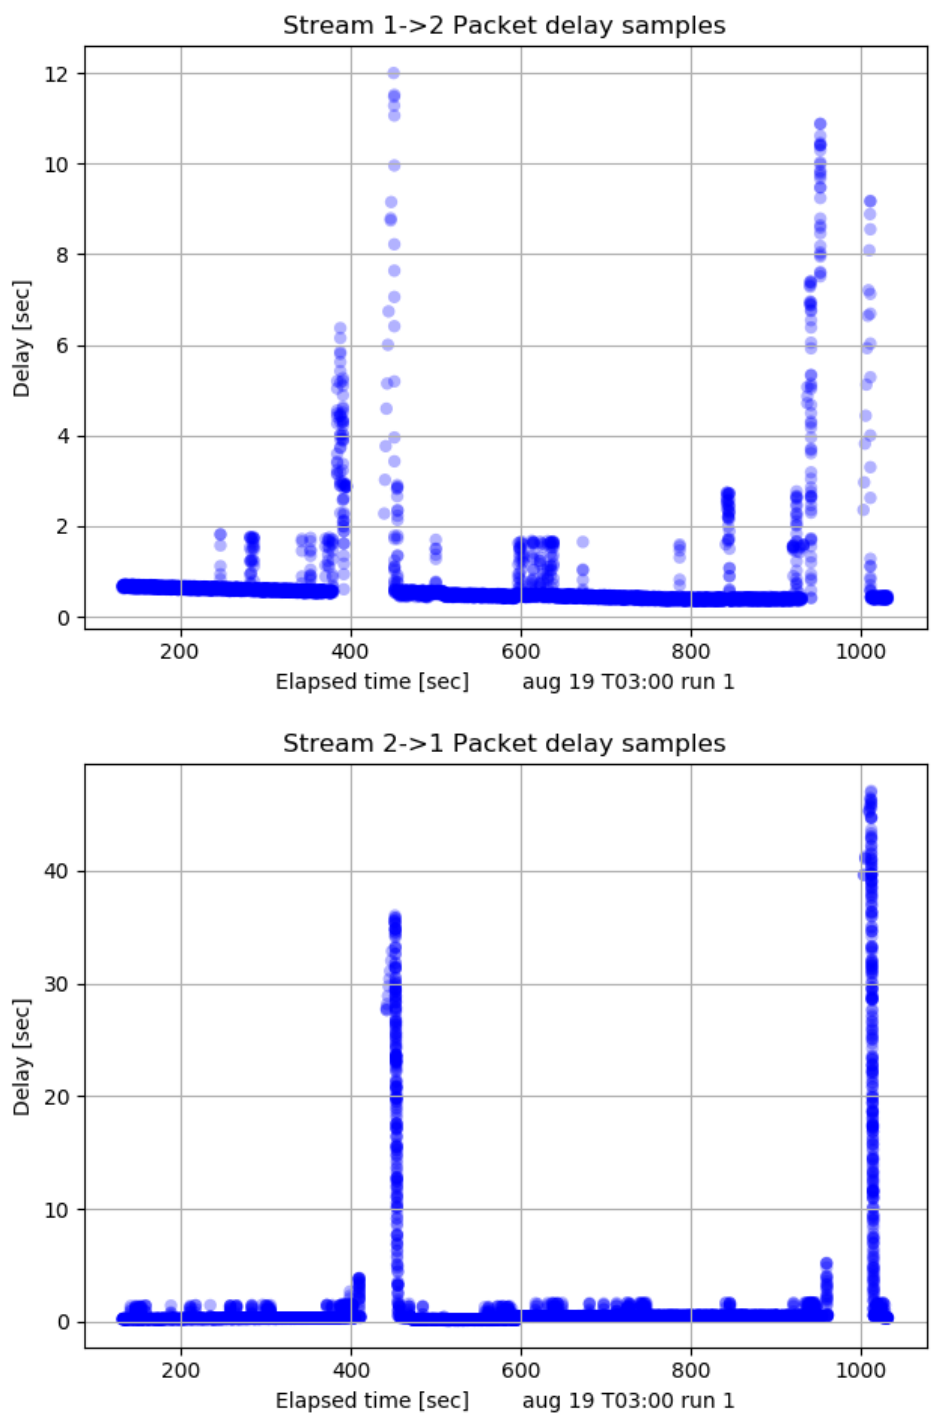 Stream 1->2 Packet delay samples
12
10
8
6
4
2
0
Delay [sec]
200 400 600 800 1000
Elapsed time [sec] aug 19 T03:00 run 1
Stream 2->1 Packet delay samples
40
30
20
10
0
Delay [sec]
200 400 600 800 1000
Elapsed time [sec] aug 19 T03:00 run 1